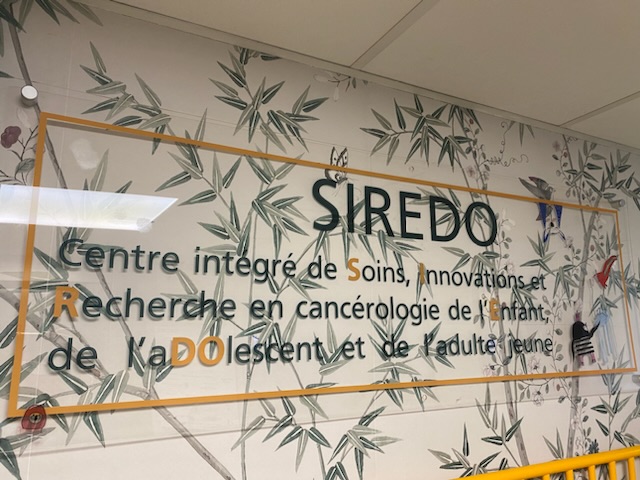 SIREDO
Centre intégré de Soins, Innovations et
Recherche en cancérologie de l'Enfant,
de l'aDOlescent et de l'adulte jeune